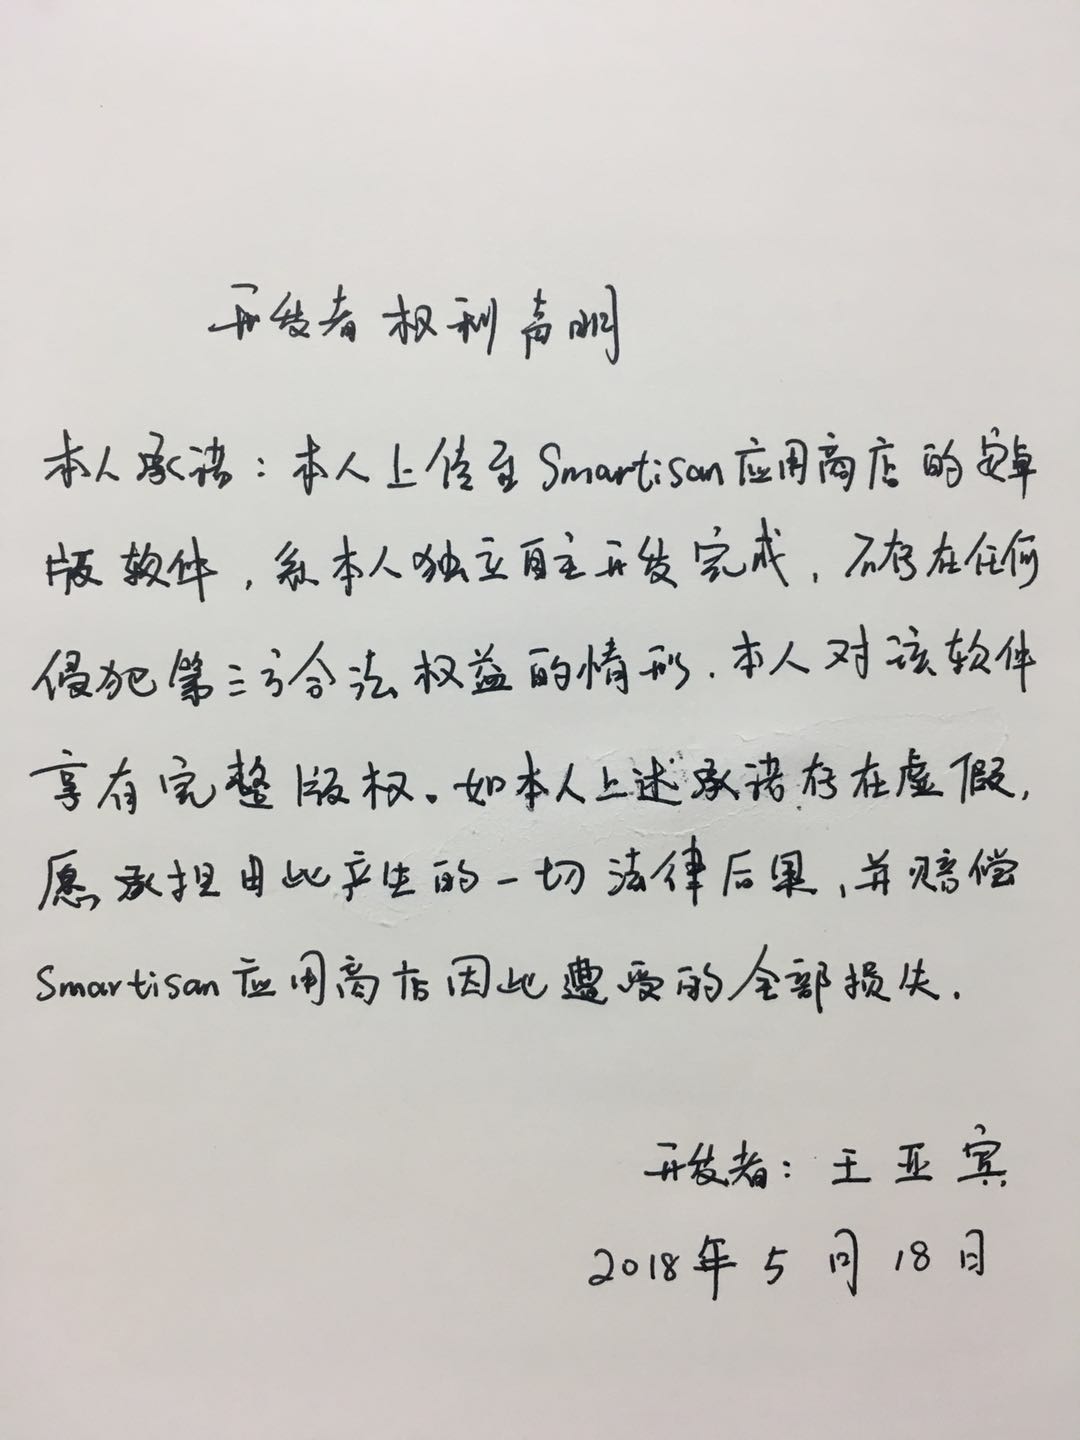 开发者权利声明
本人承诺：本人上传至Smartisan应用商店的安卓
版软件，系本人独立自主开发完成，不存在任何
侵犯第三方合法权益的情形.本人对该软件
享有完整版权。如本人上述承诺存在虚假，
愿承担由此产生的一切法律后果，并赔偿
Smartisan应用商店因此遭受的全部损失.
开发者：王亚宾
2018年5月18日